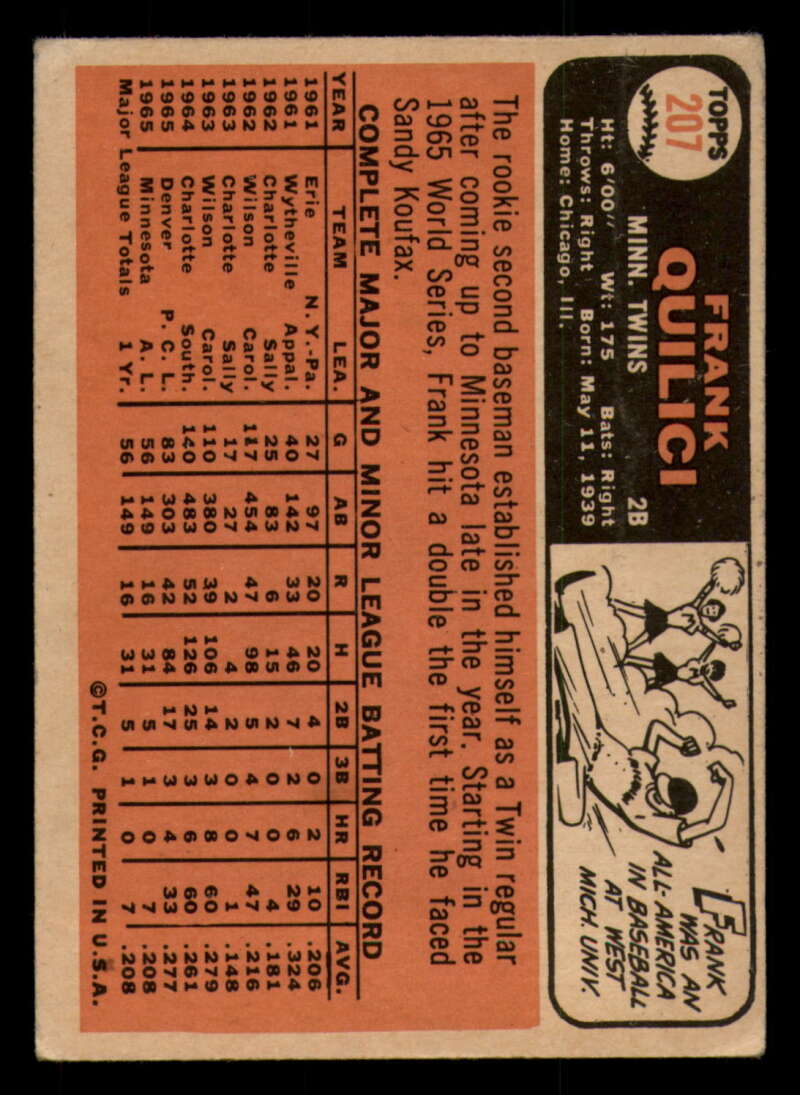 TOPPS
207
FRANK
QUILICI
MINN. TWINS 2B
Ht: 6'00" Wt: 175 Bats: Right
Throws: Right Born: May 11, 1939
Home: Chicago, Ill.
FRANK
WAS AN
ALL-AMERICA
IN BASEBALL
AT WEST
MICH. UNIV.
The rookie second baseman established himself as a Twin regular
after coming up to Minnesota late in the year. Starting in the
1965 World Series, Frank hit a double the first time he faced
Sandy Koufax.
COMPLETE MAJOR AND MINOR LEAGUE BATTING RECORD
YEAR TEAM LEA. G AB R H 2B 3B HR RBI AVG.
1961 Erie N.Y.-Pa. 27 97 20 20 4 0 2 10 .206
1961 Wytheville Appal. 40 142 33 46 7 2 6 29 .324
1962 Charlotte Sally 25 83 6 15 2 0 0 4 .181
1962 Wilson Carol. 117 454 47 98 5 4 7 47 .216
1963 Charlotte Sally 17 27 2 4 2 0 0 1 .148
1963 Wilson Carol. 110 380 39 106 14 3 8 60 .279
1964 Charlotte South. 140 483 52 126 25 3 6 60 .261
1965 Denver P.C.L. 83 303 42 84 17 3 4 33 .277
1965 Minnesota A.L. 56 149 16 31 5 1 0 7 .208
Major League Totals 1 Yr. 56 149 16 31 5 1 0 7 .208
©T.C.G. PRINTED IN U.S.A.